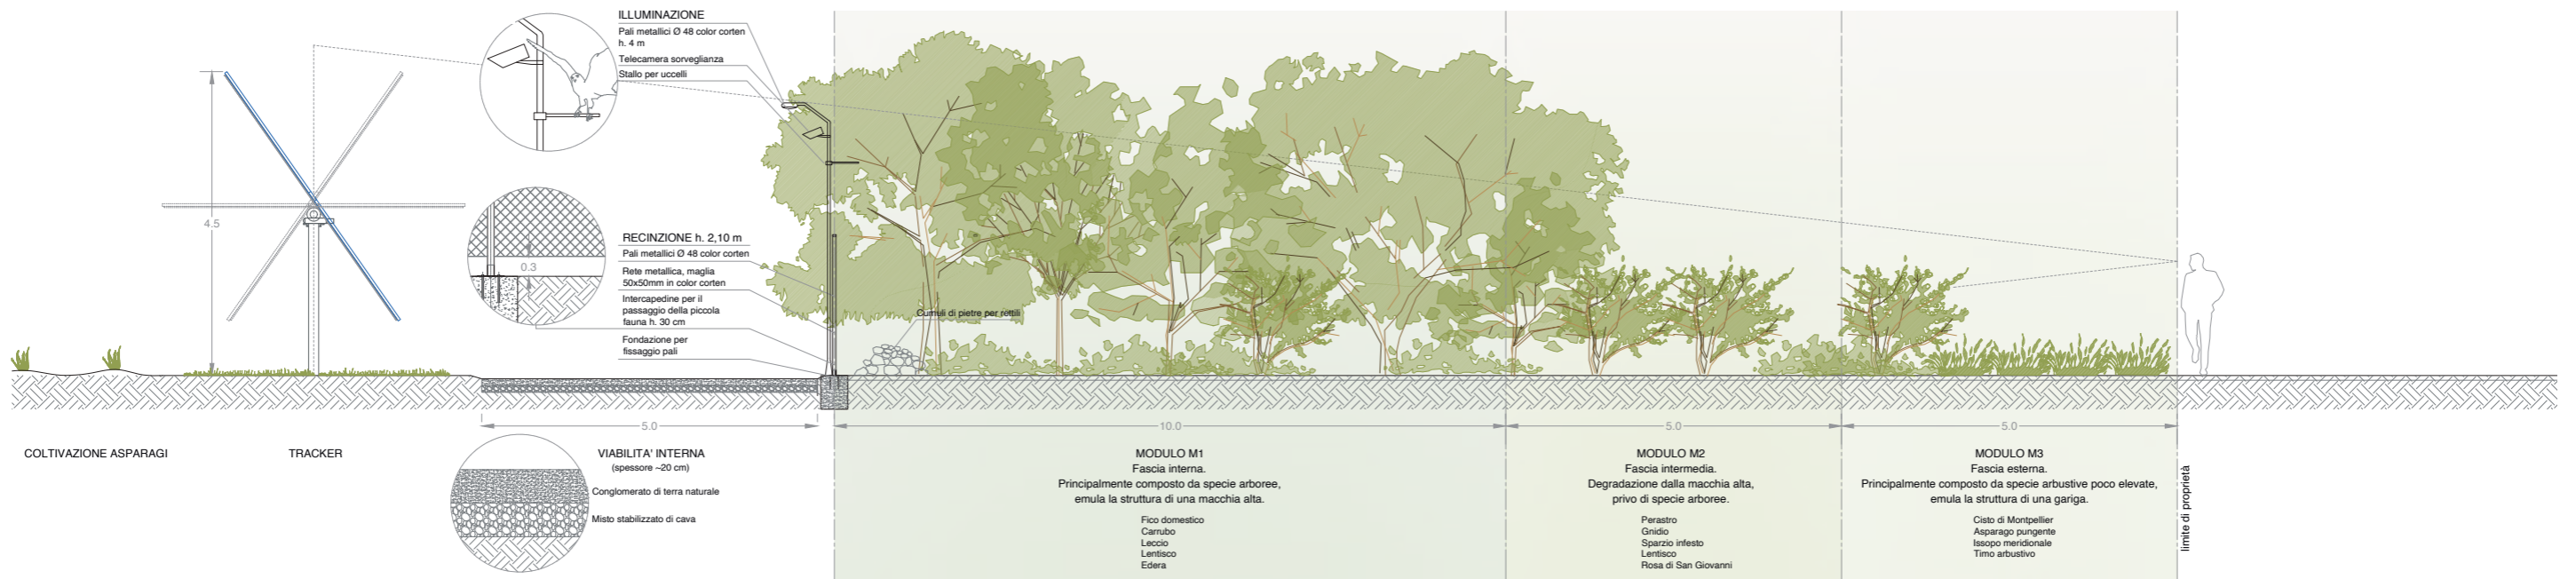 ILLUMINAZIONE
Pali metallici Ø 48 color corten
h. 4 m
Telecamera sorveglianza
Stallo per uccelli
4.5
0.3
RECINZIONE h. 2,10 m
Pali metallici Ø 48 color corten
Rete metallica, maglia
50x50mm in color corten
Intercapedine per il
passaggio della piccola
fauna h. 30 cm
Fondazione per
fissaggio pali
Cumuli di pietre per rettili
5.0
10.0
5.0
5.0
COLTIVAZIONE ASPARAGI
TRACKER
VIABILITA' INTERNA
(spessore ~20 cm)
Conglomerato di terra naturale
Misto stabilizzato di cava
MODULO M1
Fascia interna.
Principalmente composto da specie arboree,
emula la struttura di una macchia alta.
Fico domestico
Carrubo
Leccio
Lentisco
Edera
MODULO M2
Fascia intermedia.
Degradazione dalla macchia alta,
privo di specie arboree.
Perastro
Gnidio
Sparzio infesto
Lentisco
Rosa di San Giovanni
MODULO M3
Fascia esterna.
Principalmente composto da specie arbustive poco elevate,
emula la struttura di una gariga.
Cisto di Montpellier
Asparago pungente
Issopo meridionale
Timo arbustivo
limite di proprietà